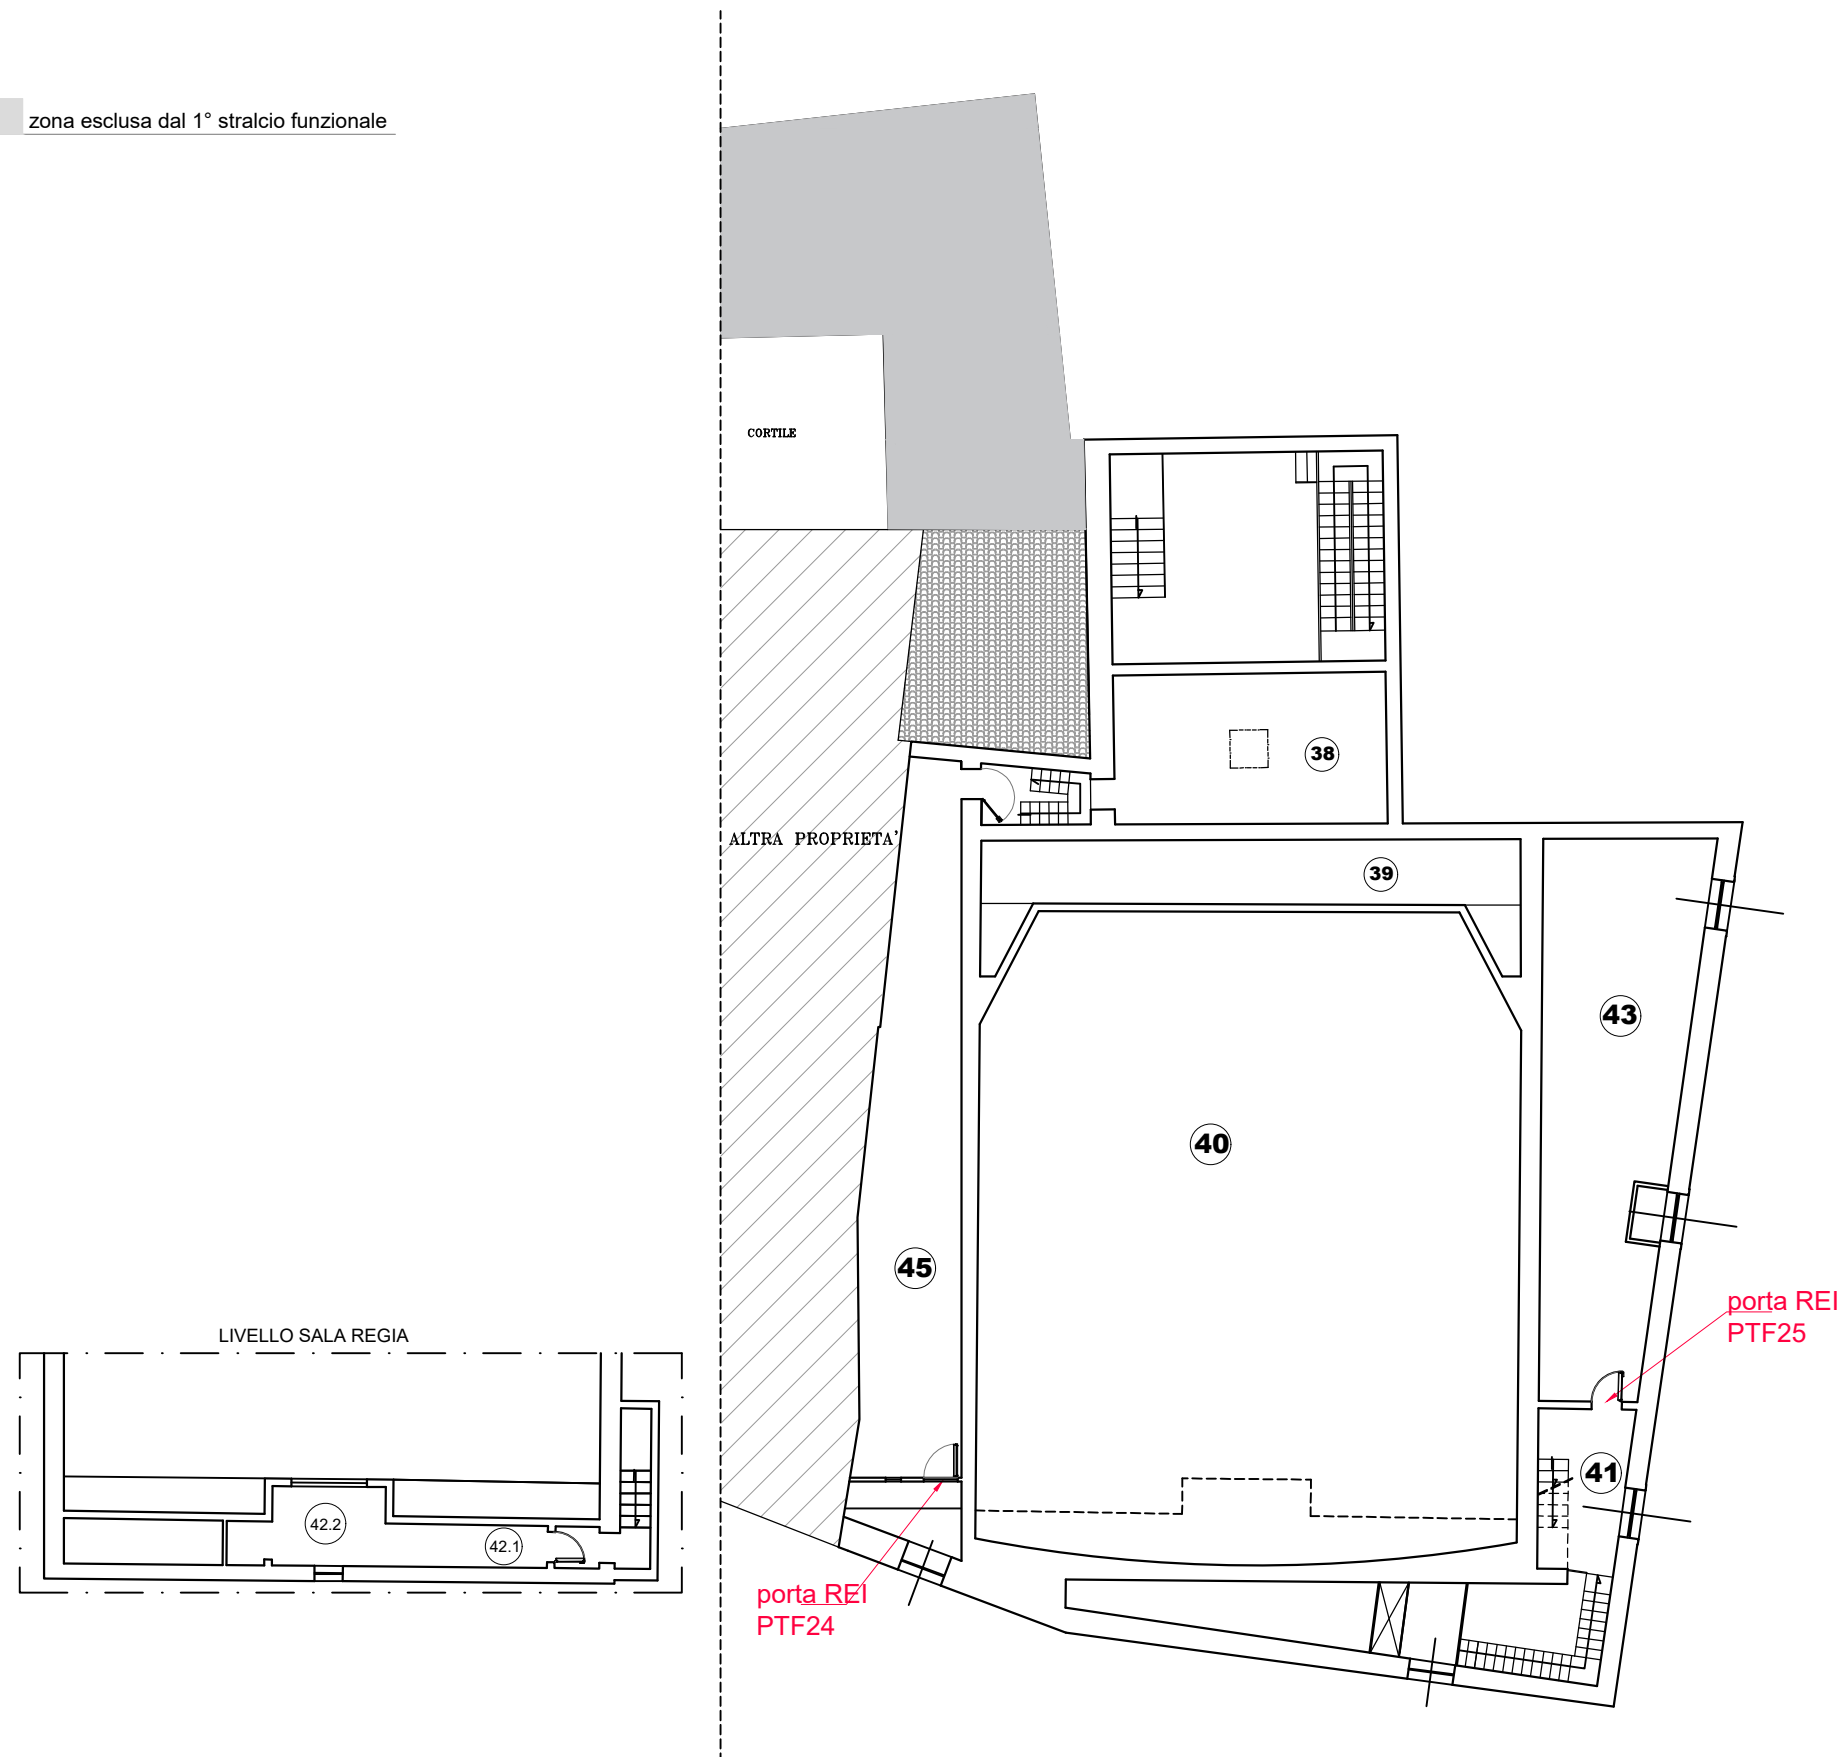 zona esclusa dal 1° stralcio funzionale
CORTILE
38
ALTRA PROPRIETA'
39
43
40
45
porta REI
PTF25
LIVELLO SALA REGIA
41
42.2
42.1
porta REI
PTF24